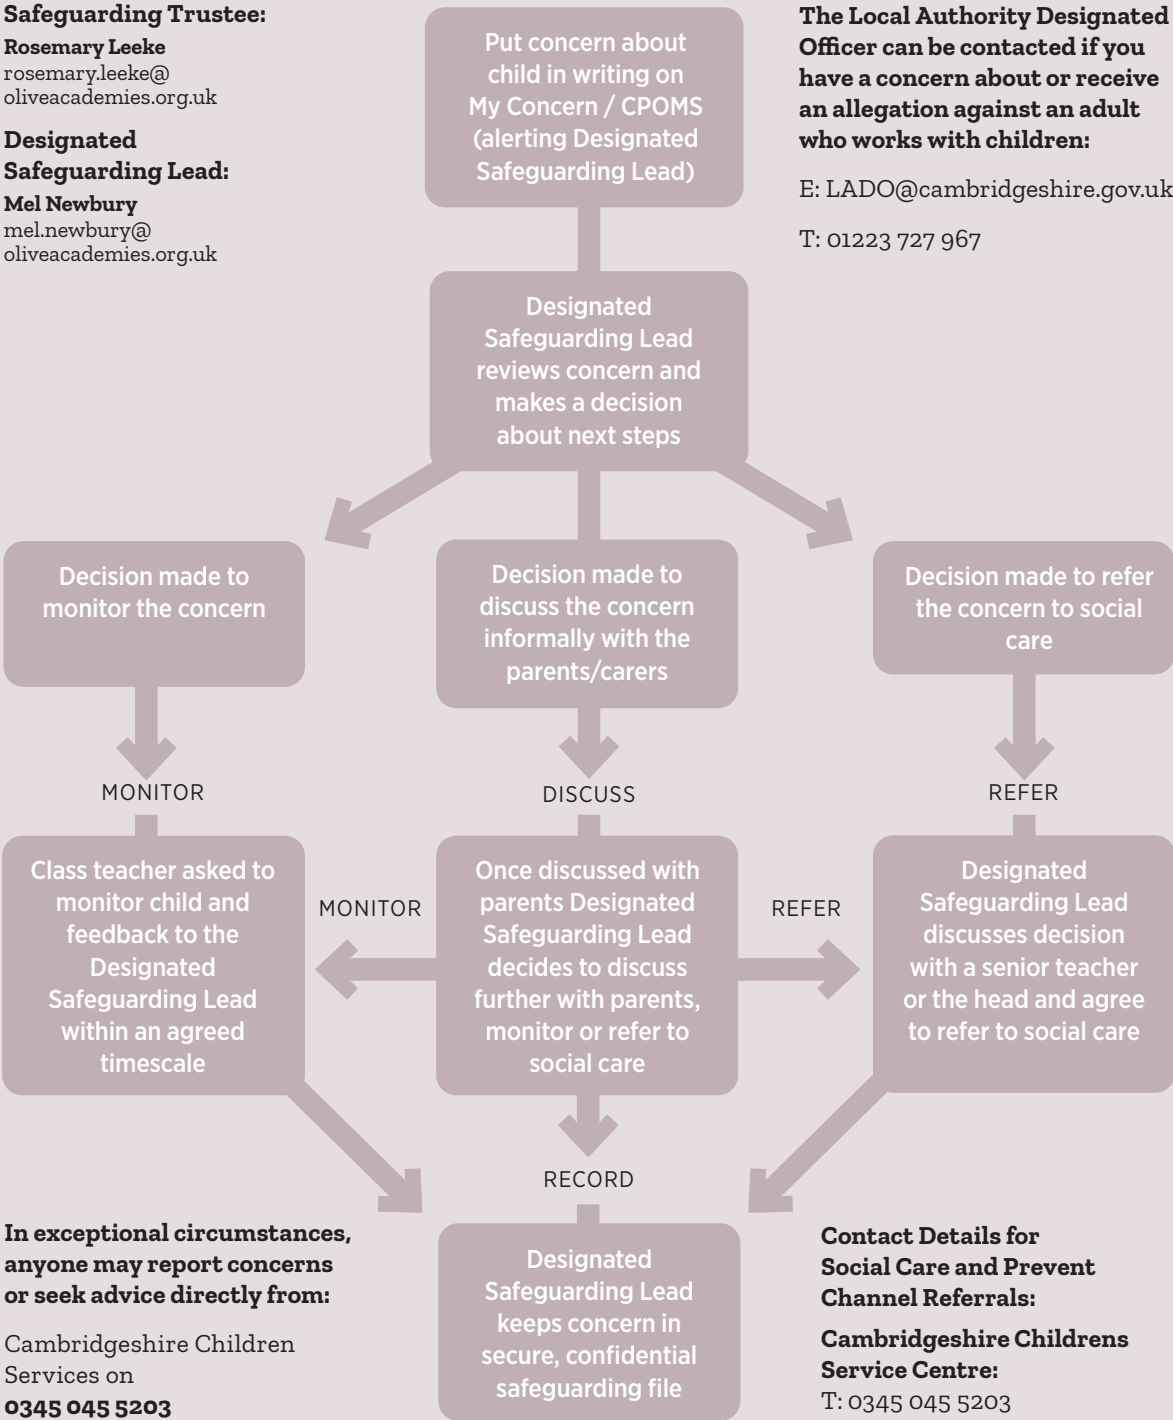 Safeguarding Trustee:
Rosemary Leeke
rosemary.leeke@
oliveacademies.org.uk
Designated
Safeguarding Lead:
Mel Newbury
mel.newbury@
oliveacademies.org.uk
Put concern about
child in writing on
My Concern / CPOMS
(alerting Designated
Safeguarding Lead)
The Local Authority Designated
Officer can be contacted if you
have a concern about or receive
an allegation against an adult
who works with children:
E: LADO@cambridgeshire.gov.uk
T: 01223 727 967
Designated
Safeguarding Lead
reviews concern and
makes a decision
about next steps
Decision made to
monitor the concern
Decision made to
discuss the concern
informally with the
parents/carers
Decision made to refer
the concern to social
care
MONITOR
DISCUSS
REFER
Class teacher asked to
monitor child and
feedback to the
Designated
Safeguarding Lead
within an agreed
timescale
MONITOR
Once discussed with
parents Designated
Safeguarding Lead
decides to discuss
further with parents,
monitor or refer to
social care
REFER
Designated
Safeguarding Lead
discusses decision
with a senior teacher
or the head and agree
to refer to social care
RECORD
In exceptional circumstances,
anyone may report concerns
or seek advice directly from:
Cambridgeshire Children
Services on
0345 045 5203
Designated
Safeguarding Lead
keeps concern in
secure, confidential
safeguarding file
Contact Details for
Social Care and Prevent
Channel Referrals:
Cambridgeshire Childrens
Service Centre:
T: 0345 045 5203